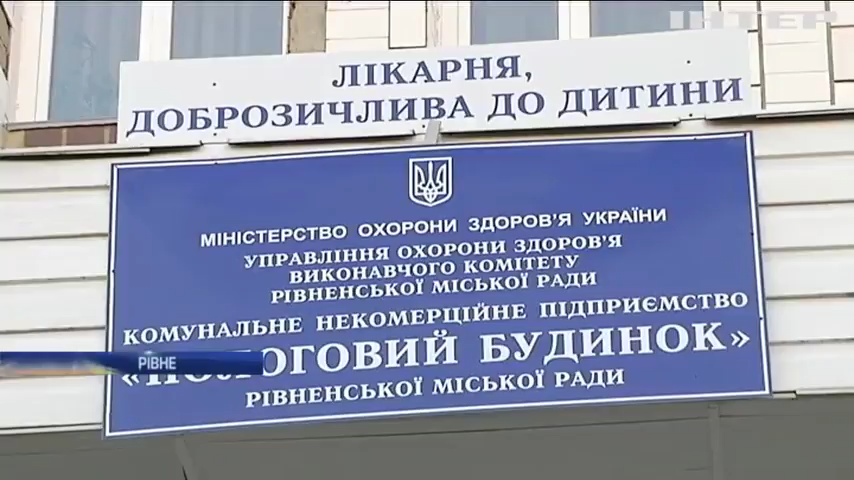 ІНТЕР
ЛІКАРНЯ,
ДОБРОЗИЧЛИВА ДО ДИТИНИ
МІНІСТЕРСТВО ОХОРОНИ ЗДОРОВ'Я УКРАЇНИ
УПРАВЛІННЯ ОХОРОНИ ЗДОРОВ'Я
ВИКОНАВЧОГО КОМІТЕТУ
РІВНЕНСЬКОЇ МІСЬКОЇ РАДИ
КОМУНАЛЬНЕ НЕКОМЕРЦІЙНЕ ПІДПРИЄМСТВО
«ПОЛОГОВИЙ БУДИНОК»
РІВНЕ
РІВНЕНСЬКОЇ МІСЬКОЇ РАДИ